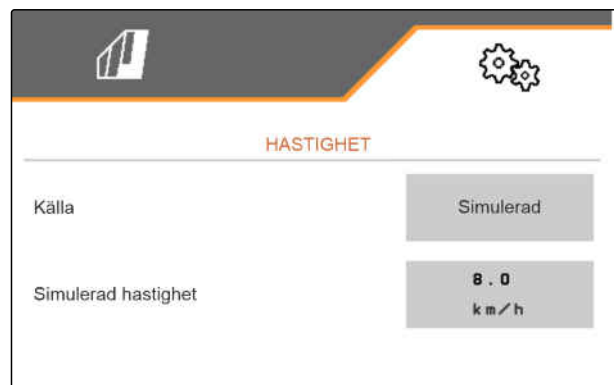 HASTIGHET
Källa
Simulerad
Simulerad hastighet
8.0
km/h